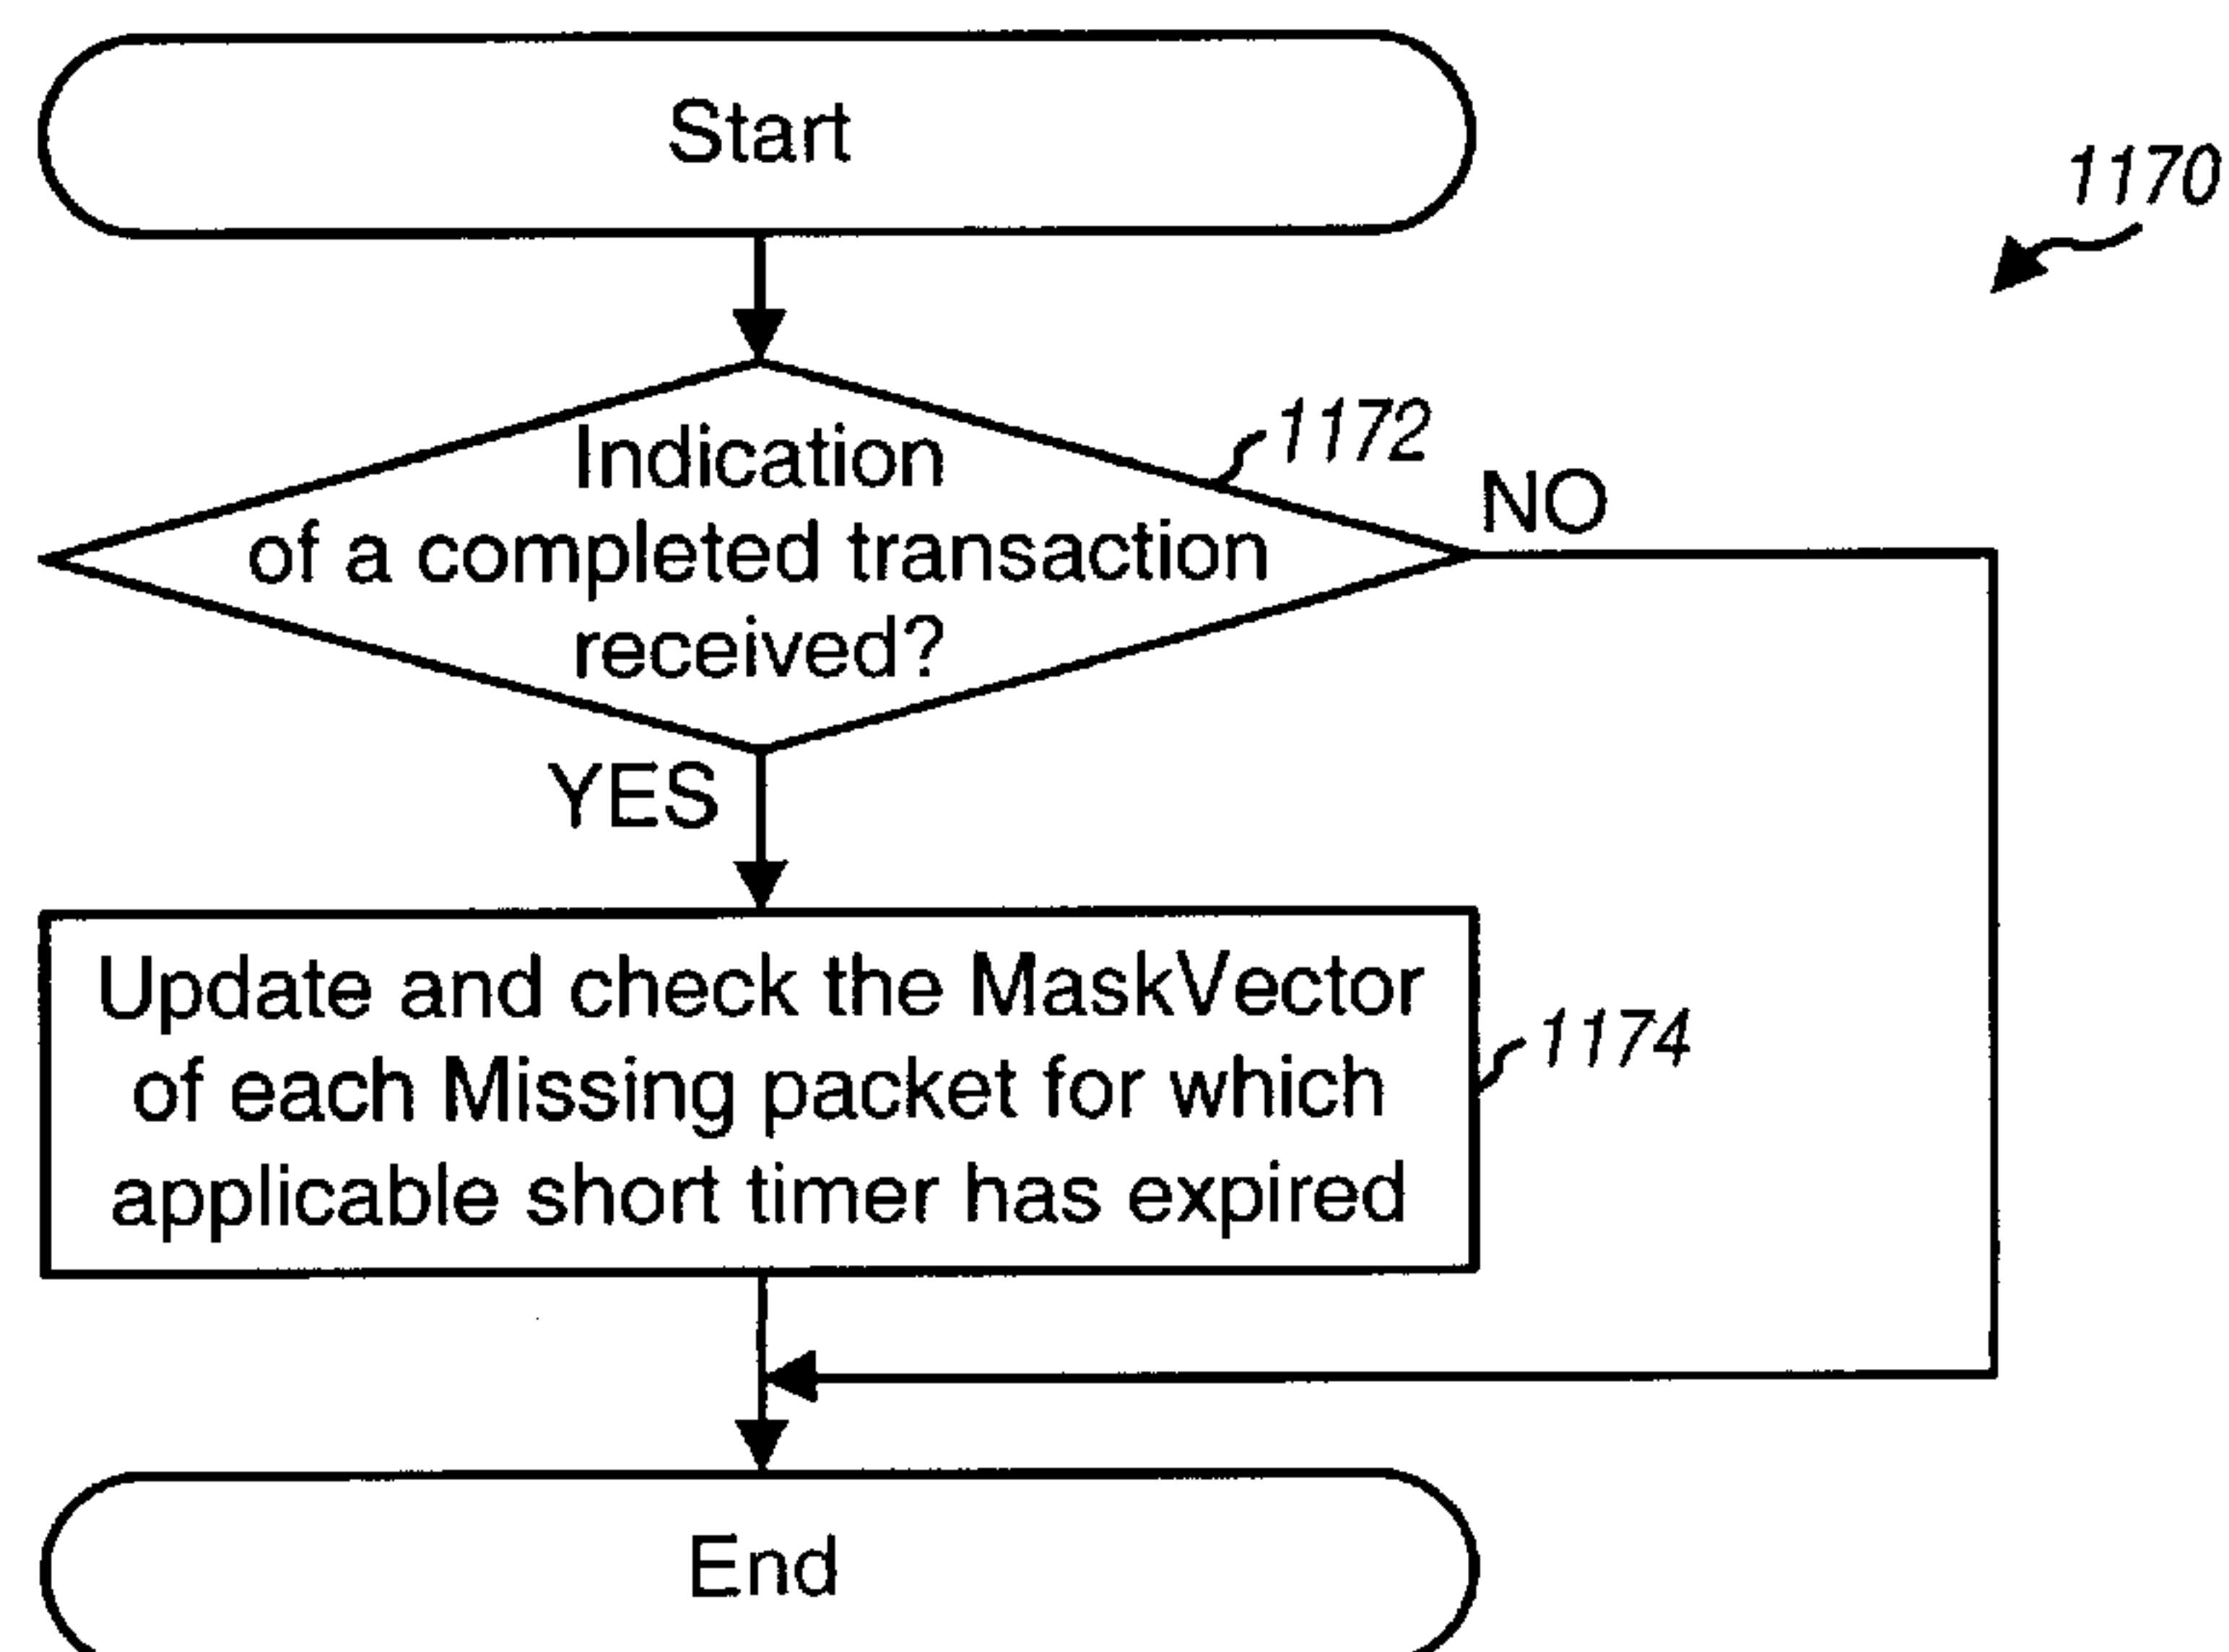 Start
1170
Indication
of a completed transaction
received?
1172
NO
YES
Update and check the MaskVector
of each Missing packet for which
applicable short timer has expired
1174
End